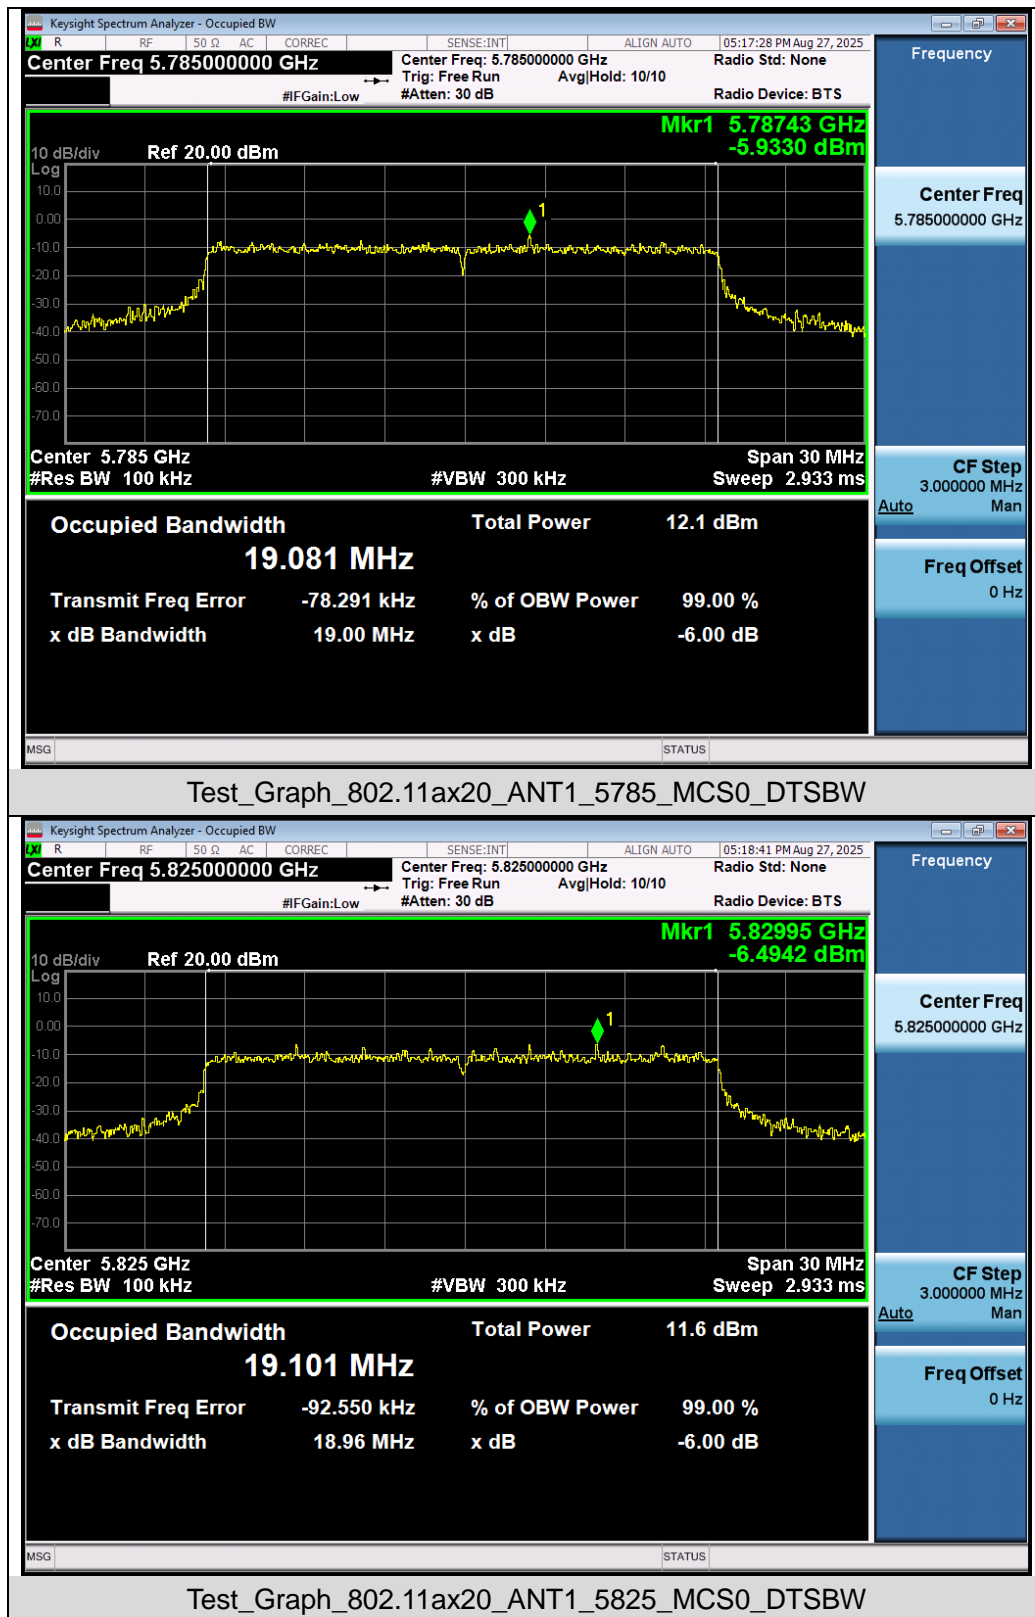 Keysight Spectrum Analyzer - Occupied BW
LXI R RF 50 Ω AC CORREC SENSE:INT ALIGN AUTO 05:17:28 PM Aug 27, 2025
Center Freq 5.785000000 GHz
Center Freq: 5.785000000 GHz Radio Std: None
Trig: Free Run Avg|Hold: 10/10
#IFGain:Low #Atten: 30 dB Radio Device: BTS
Frequency
Mkr1 5.78743 GHz
-5.9330 dBm
10 dB/div Ref 20.00 dBm
Log
10.0
0.00
-10.0
-20.0
-30.0
-40.0
-50.0
-60.0
-70.0
1
Center 5.785 GHz Span 30 MHz
#Res BW 100 kHz #VBW 300 kHz Sweep 2.933 ms
Center Freq
5.785000000 GHz
CF Step
3.000000 MHz
Auto Man
Freq Offset
0 Hz
Occupied Bandwidth Total Power 12.1 dBm
19.081 MHz
Transmit Freq Error -78.291 kHz % of OBW Power 99.00 %
x dB Bandwidth 19.00 MHz x dB -6.00 dB
MSG STATUS
Test_Graph_802.11ax20_ANT1_5785_MCS0_DTSBW
Keysight Spectrum Analyzer - Occupied BW
LXI R RF 50 Ω AC CORREC SENSE:INT ALIGN AUTO 05:18:41 PM Aug 27, 2025
Center Freq 5.825000000 GHz
Center Freq: 5.825000000 GHz Radio Std: None
Trig: Free Run Avg|Hold: 10/10
#IFGain:Low #Atten: 30 dB Radio Device: BTS
Frequency
Mkr1 5.82995 GHz
-6.4942 dBm
10 dB/div Ref 20.00 dBm
Log
10.0
0.00
-10.0
-20.0
-30.0
-40.0
-50.0
-60.0
-70.0
1
Center 5.825 GHz Span 30 MHz
#Res BW 100 kHz #VBW 300 kHz Sweep 2.933 ms
Center Freq
5.825000000 GHz
CF Step
3.000000 MHz
Auto Man
Freq Offset
0 Hz
Occupied Bandwidth Total Power 11.6 dBm
19.101 MHz
Transmit Freq Error -92.550 kHz % of OBW Power 99.00 %
x dB Bandwidth 18.96 MHz x dB -6.00 dB
MSG STATUS
Test_Graph_802.11ax20_ANT1_5825_MCS0_DTSBW